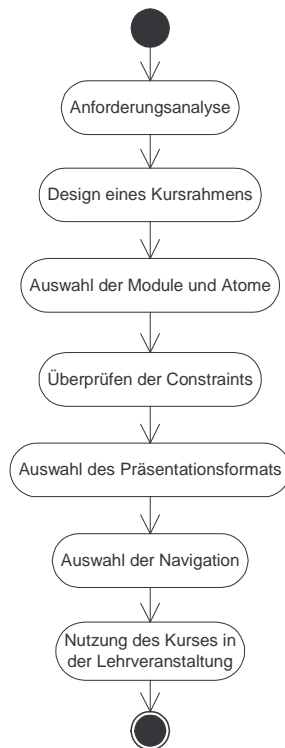 Anforderungsanalyse
Design eines Kursrahmens
Auswahl der Module und Atome
Überprüfen der Constraints
Auswahl des Präsentationsformats
Auswahl der Navigation
Nutzung des Kurses in
der Lehrveranstaltung